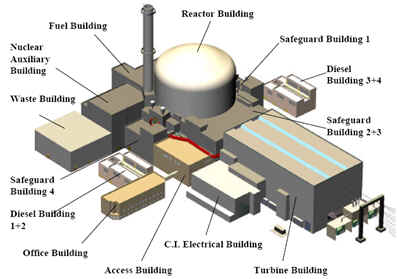 Reactor Building
Fuel Building
Safeguard Building 1
Nuclear
Auxiliary
Building
Diesel
Building 3+4
Waste Building
Safeguard
Building 2+3
Safeguard
Building 4
Diesel Building
1+2
Office Building
C.I. Electrical Building
Access Building
Turbine Building